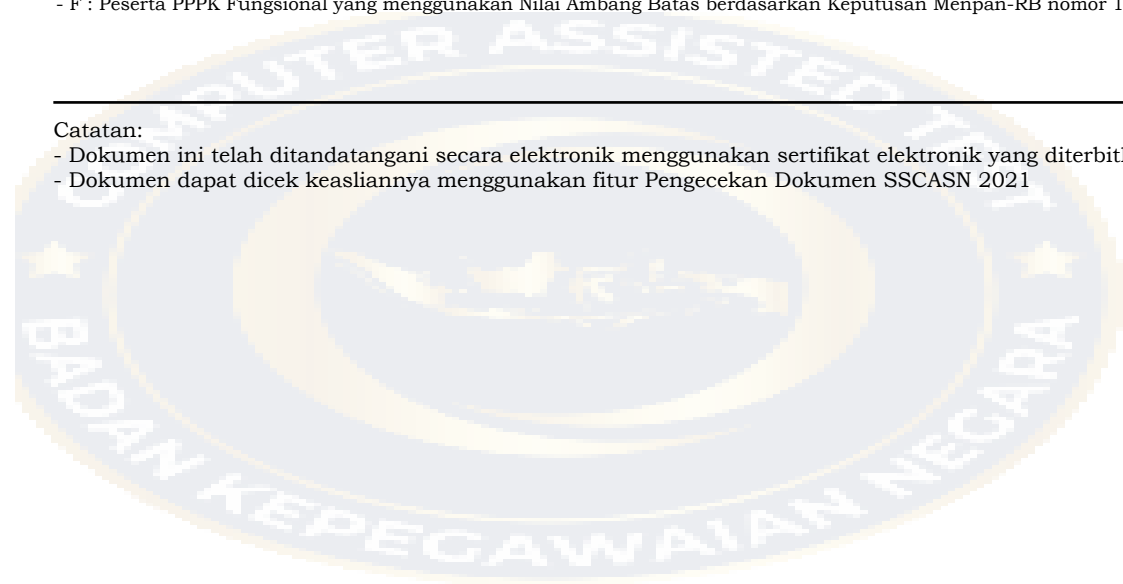 - F : Peserta PPPK Fungsional yang menggunakan Nilai Ambang Batas berdasarkan Keputusan Menpan-RB nomor 1
Catatan:
- Dokumen ini telah ditandatangani secara elektronik menggunakan sertifikat elektronik yang
- Dokumen dapat dicek keasliannya menggunakan fitur Pengecekan Dokumen SSCASN 2021
COMPUTER ASSISTED TEST
BADAN KEPEGAWAIAN NEGARA